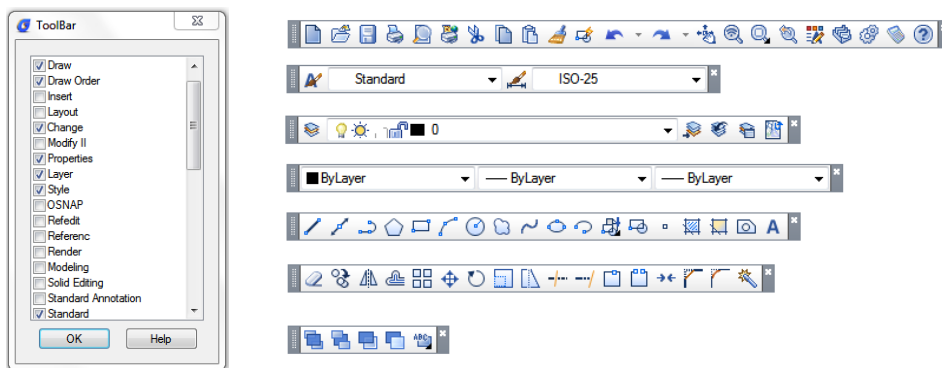 ToolBar
Draw
Draw Order
Insert
Layout
Change
Modify II
Properties
Layer
Style
OSNAP
Refedit
Referenc
Render
Modeling
Solid Editing
Standard Annotation
Standard
OK Help
Standard ISO-25
0
ByLayer ByLayer ByLayer
A
ABC